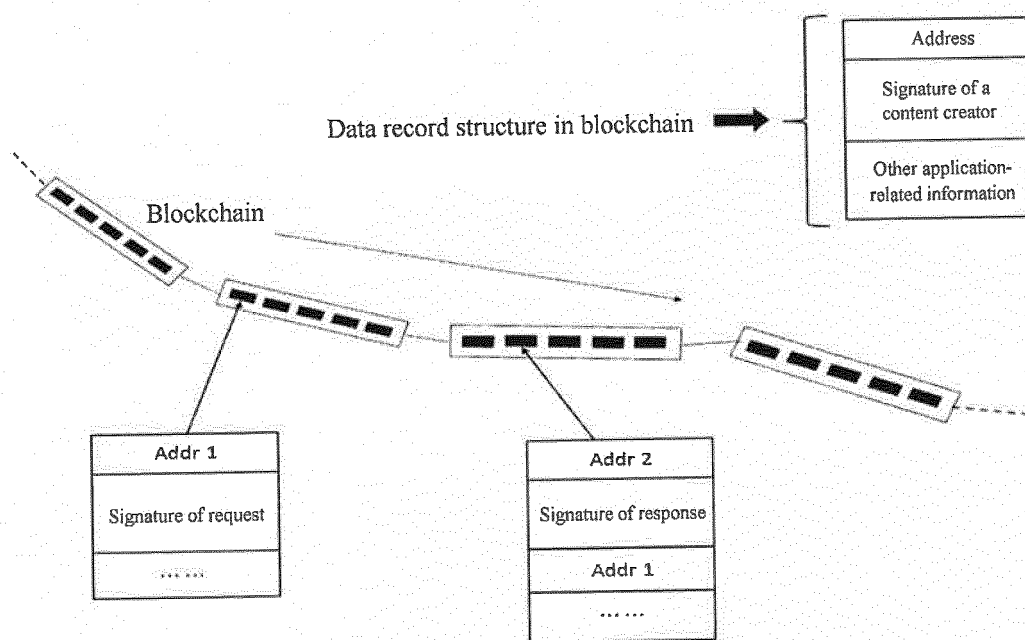 Address
Signature of a
content creator
Data record structure in blockchain
Other application-
related information
Blockchain
Addr 1
Signature of request
... ...
Addr 2
Signature of response
Addr 1
... ...